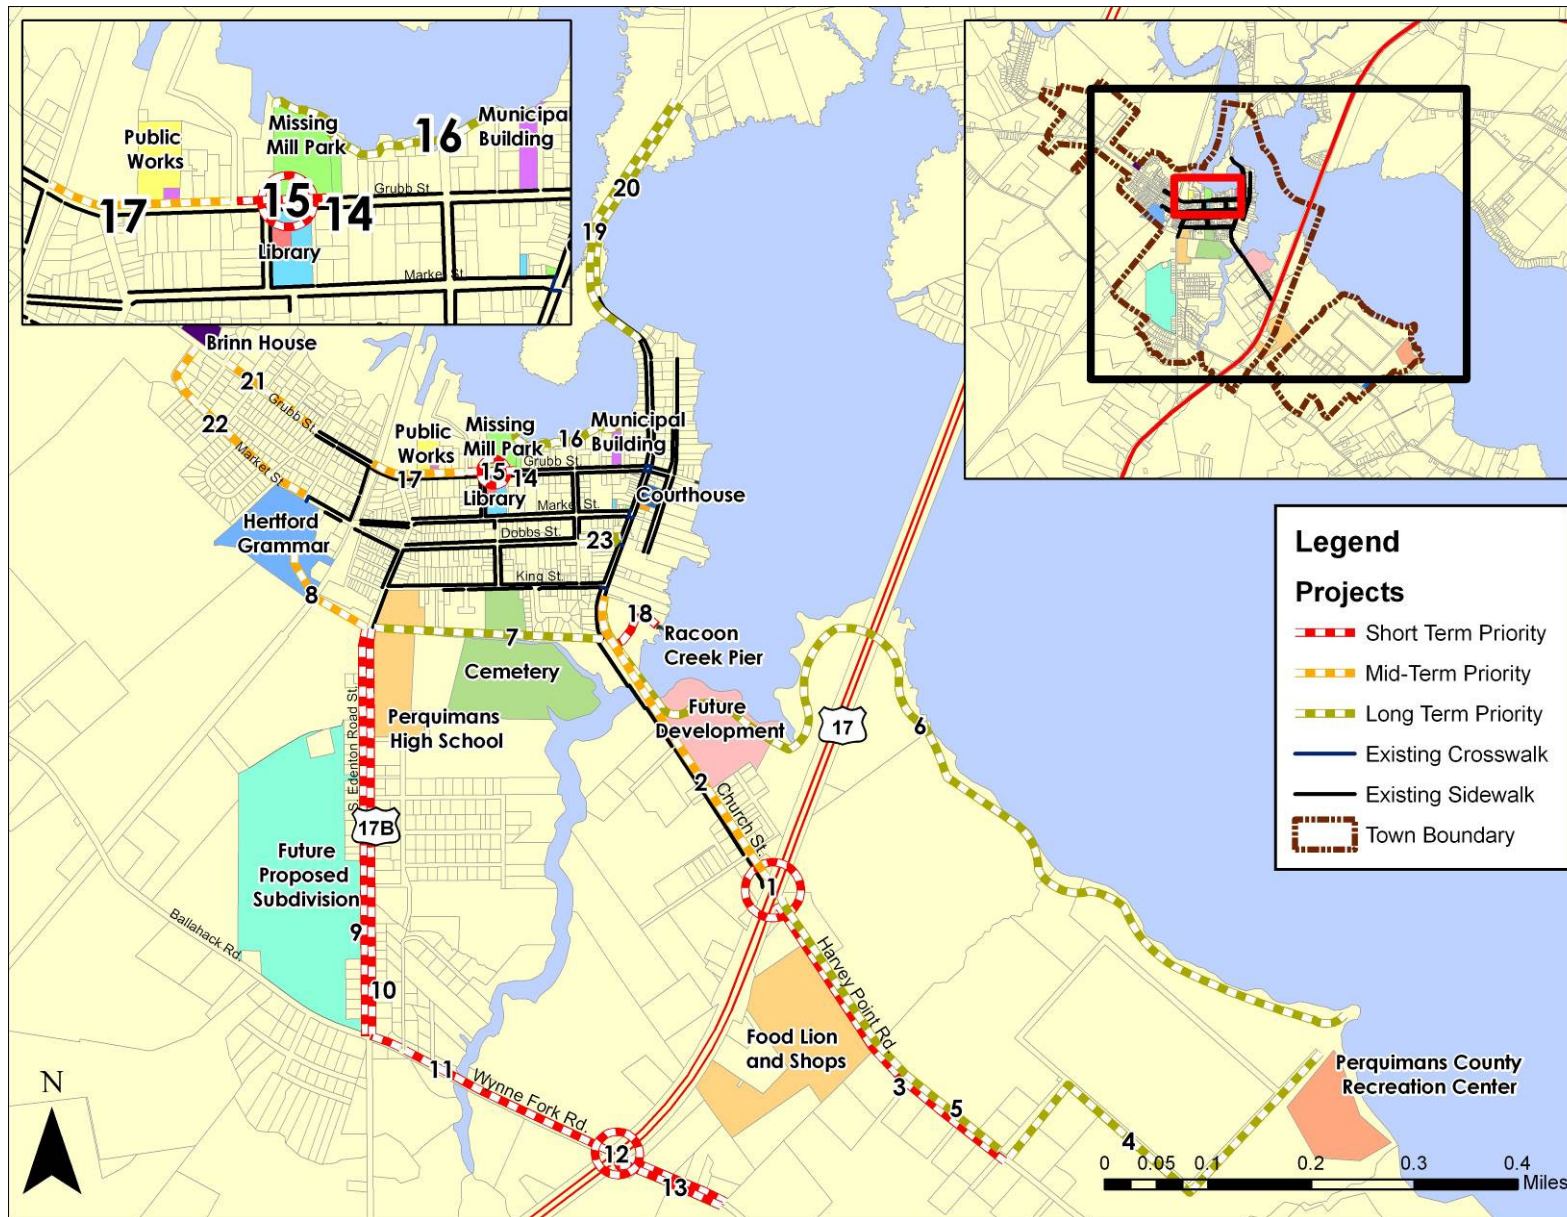 Public
Works
Missing
Mill Park
16
Municipal
Building
17
15
14
Grubb St.
Library
Market St.
20
19
Brinn House
21
Grubb St.
22
Market St.
Public
Works
Missing
Mill Park
16
Municipal
Building
17
15
14
Grubb St.
Library
Market St.
Courthouse
Hertford
Grammar
Dobbs St.
23
King St.
8
7
18
Racoon
Creek Pier
Cemetery
Perquimans
High School
S. Edenton Road St.
Future
Development
17
6
2
Church St.
17B
Future
Proposed
Subdivision
Ballahack Rd.
9
10
1
Harvey Point Rd.
Food Lion
and Shops
3
5
11
Wynne Fork Rd.
12
13
4
Perquimans County
Recreation Center
N
Legend
Projects
Short Term Priority
Mid-Term Priority
Long Term Priority
Existing Crosswalk
Existing Sidewalk
Town Boundary
0 0.05 0.1 0.2 0.3 0.4
Miles